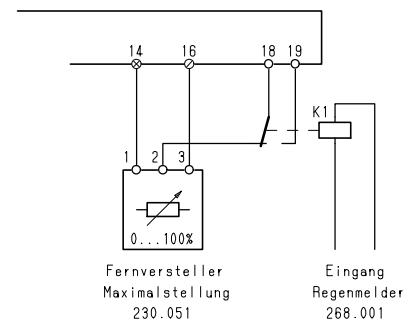 14 16 18 19
K1
1 2 3
0...100%
Fernversteller
Maximalstellung
230.051
Eingang
Regenmelder
268.001